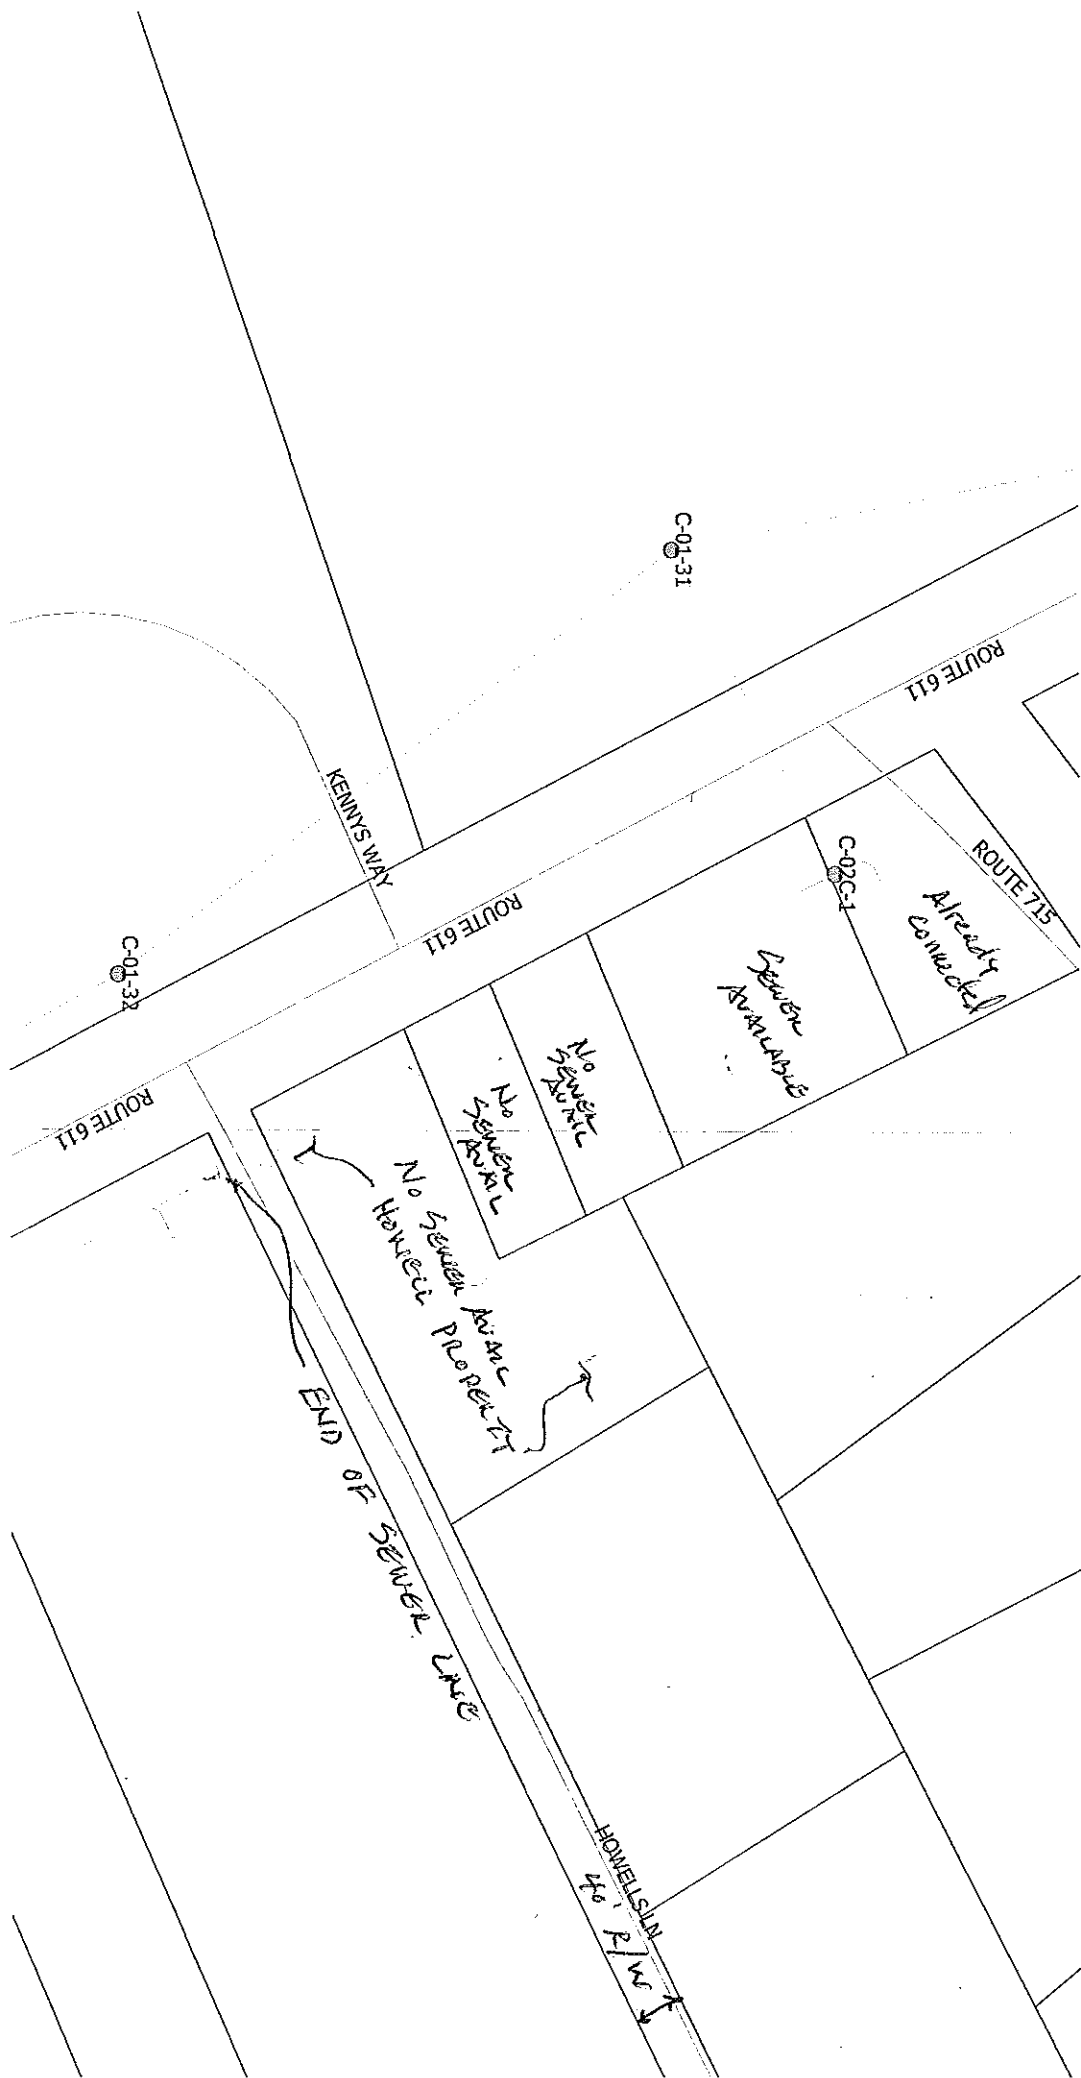 C-01-31
ROUTE 611
KENNYS WAY
C-02C-1
ROUTE 715
Already
connected
ROUTE 611
SEWER
AVAILABLE
C-01-32
NO
SEWER
AVAIL
NO
SEWER
AVAIL
ROUTE 611
NO SEWER AVAIL
HOWELL PROPERTY
END OF SEWER LINE
HOWELLS LN
40' R/W